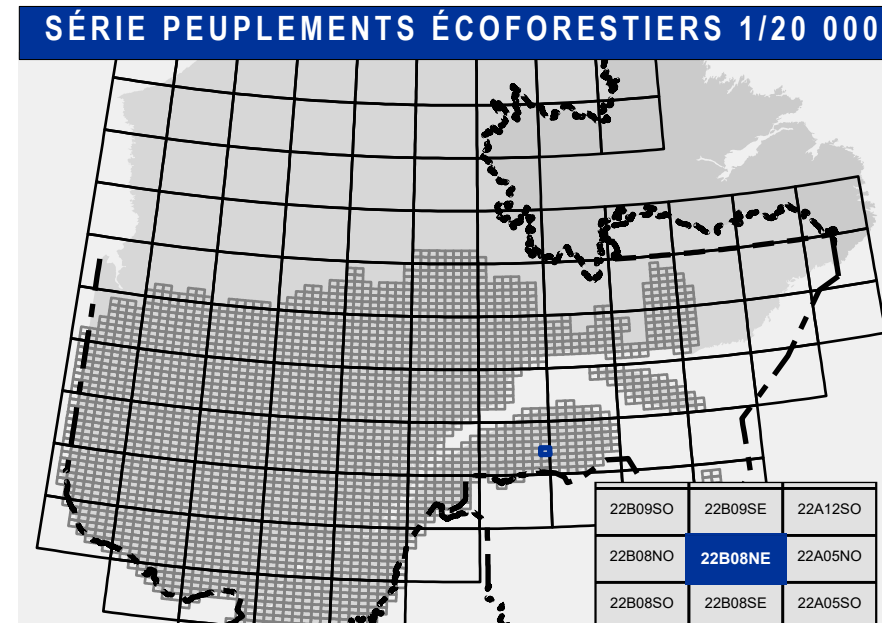 SÉRIE PEUPLEMENTS ÉCOFORESTIERS 1/20 000
22B09SO 22B09SE 22A12SO
22B08NO 22B08NE 22A05NO
22B08SO 22B08SE 22A05SO